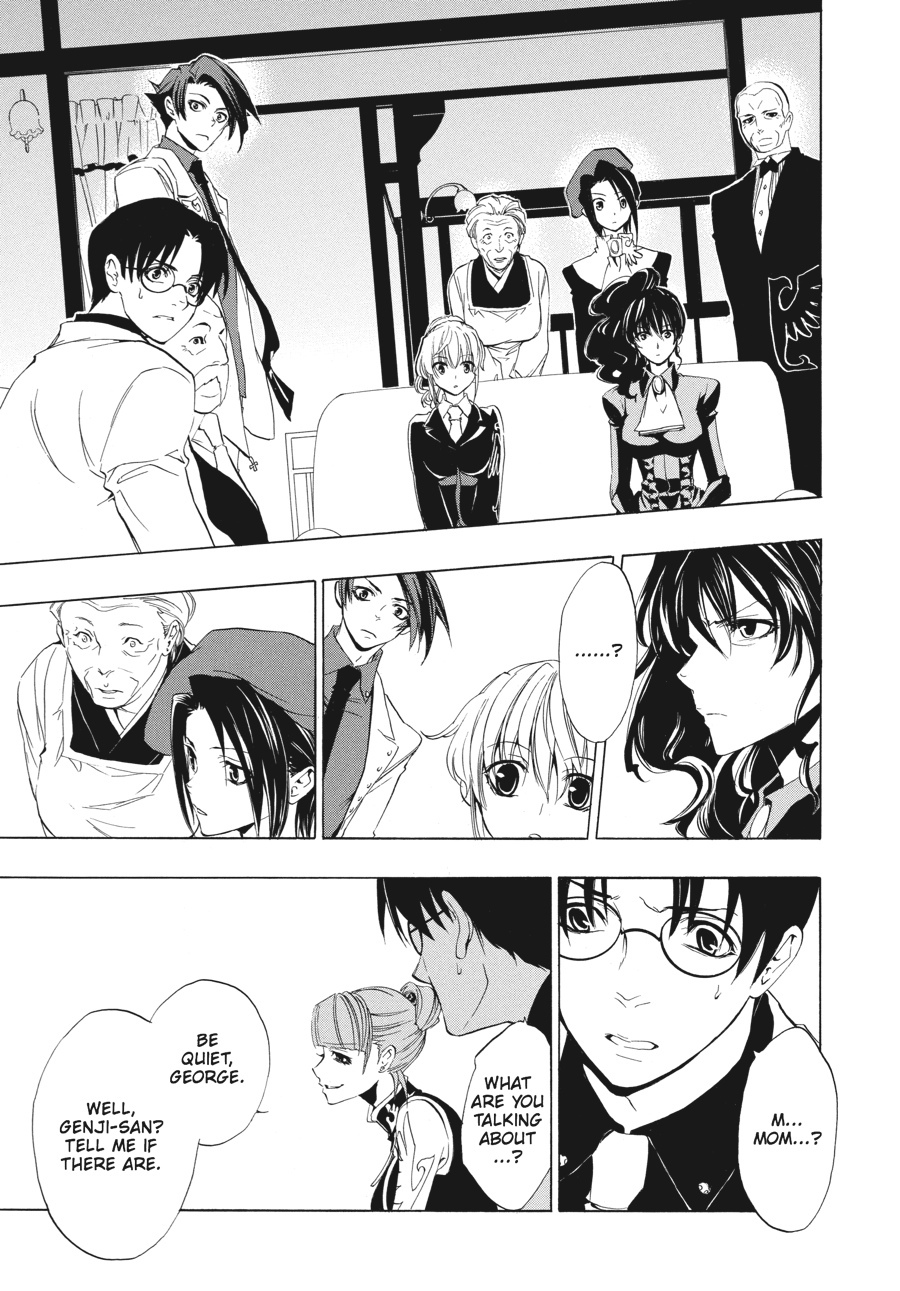 ......?
M...
MOM...?
WHAT
ARE YOU
TALKING
ABOUT
...?
BE
QUIET,
GEORGE.
WELL,
GENJI-SAN?
TELL ME IF
THERE ARE.